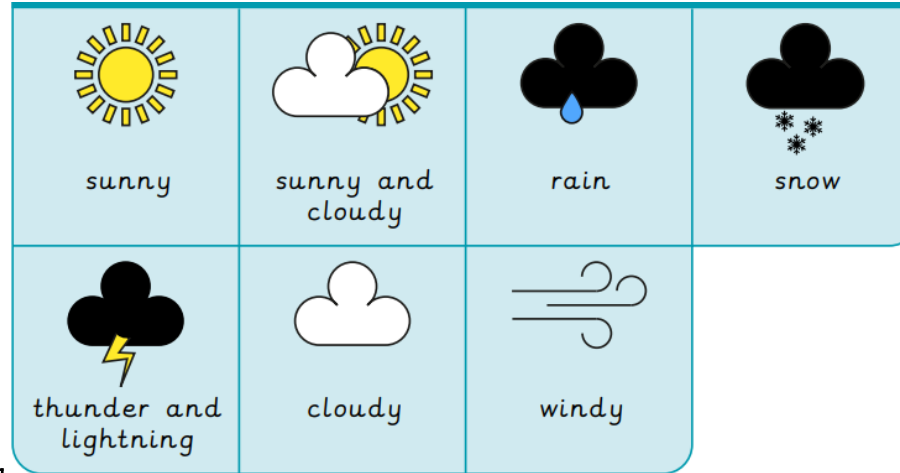 sunny
sunny and
cloudy
rain
snow
thunder and
lightning
cloudy
windy